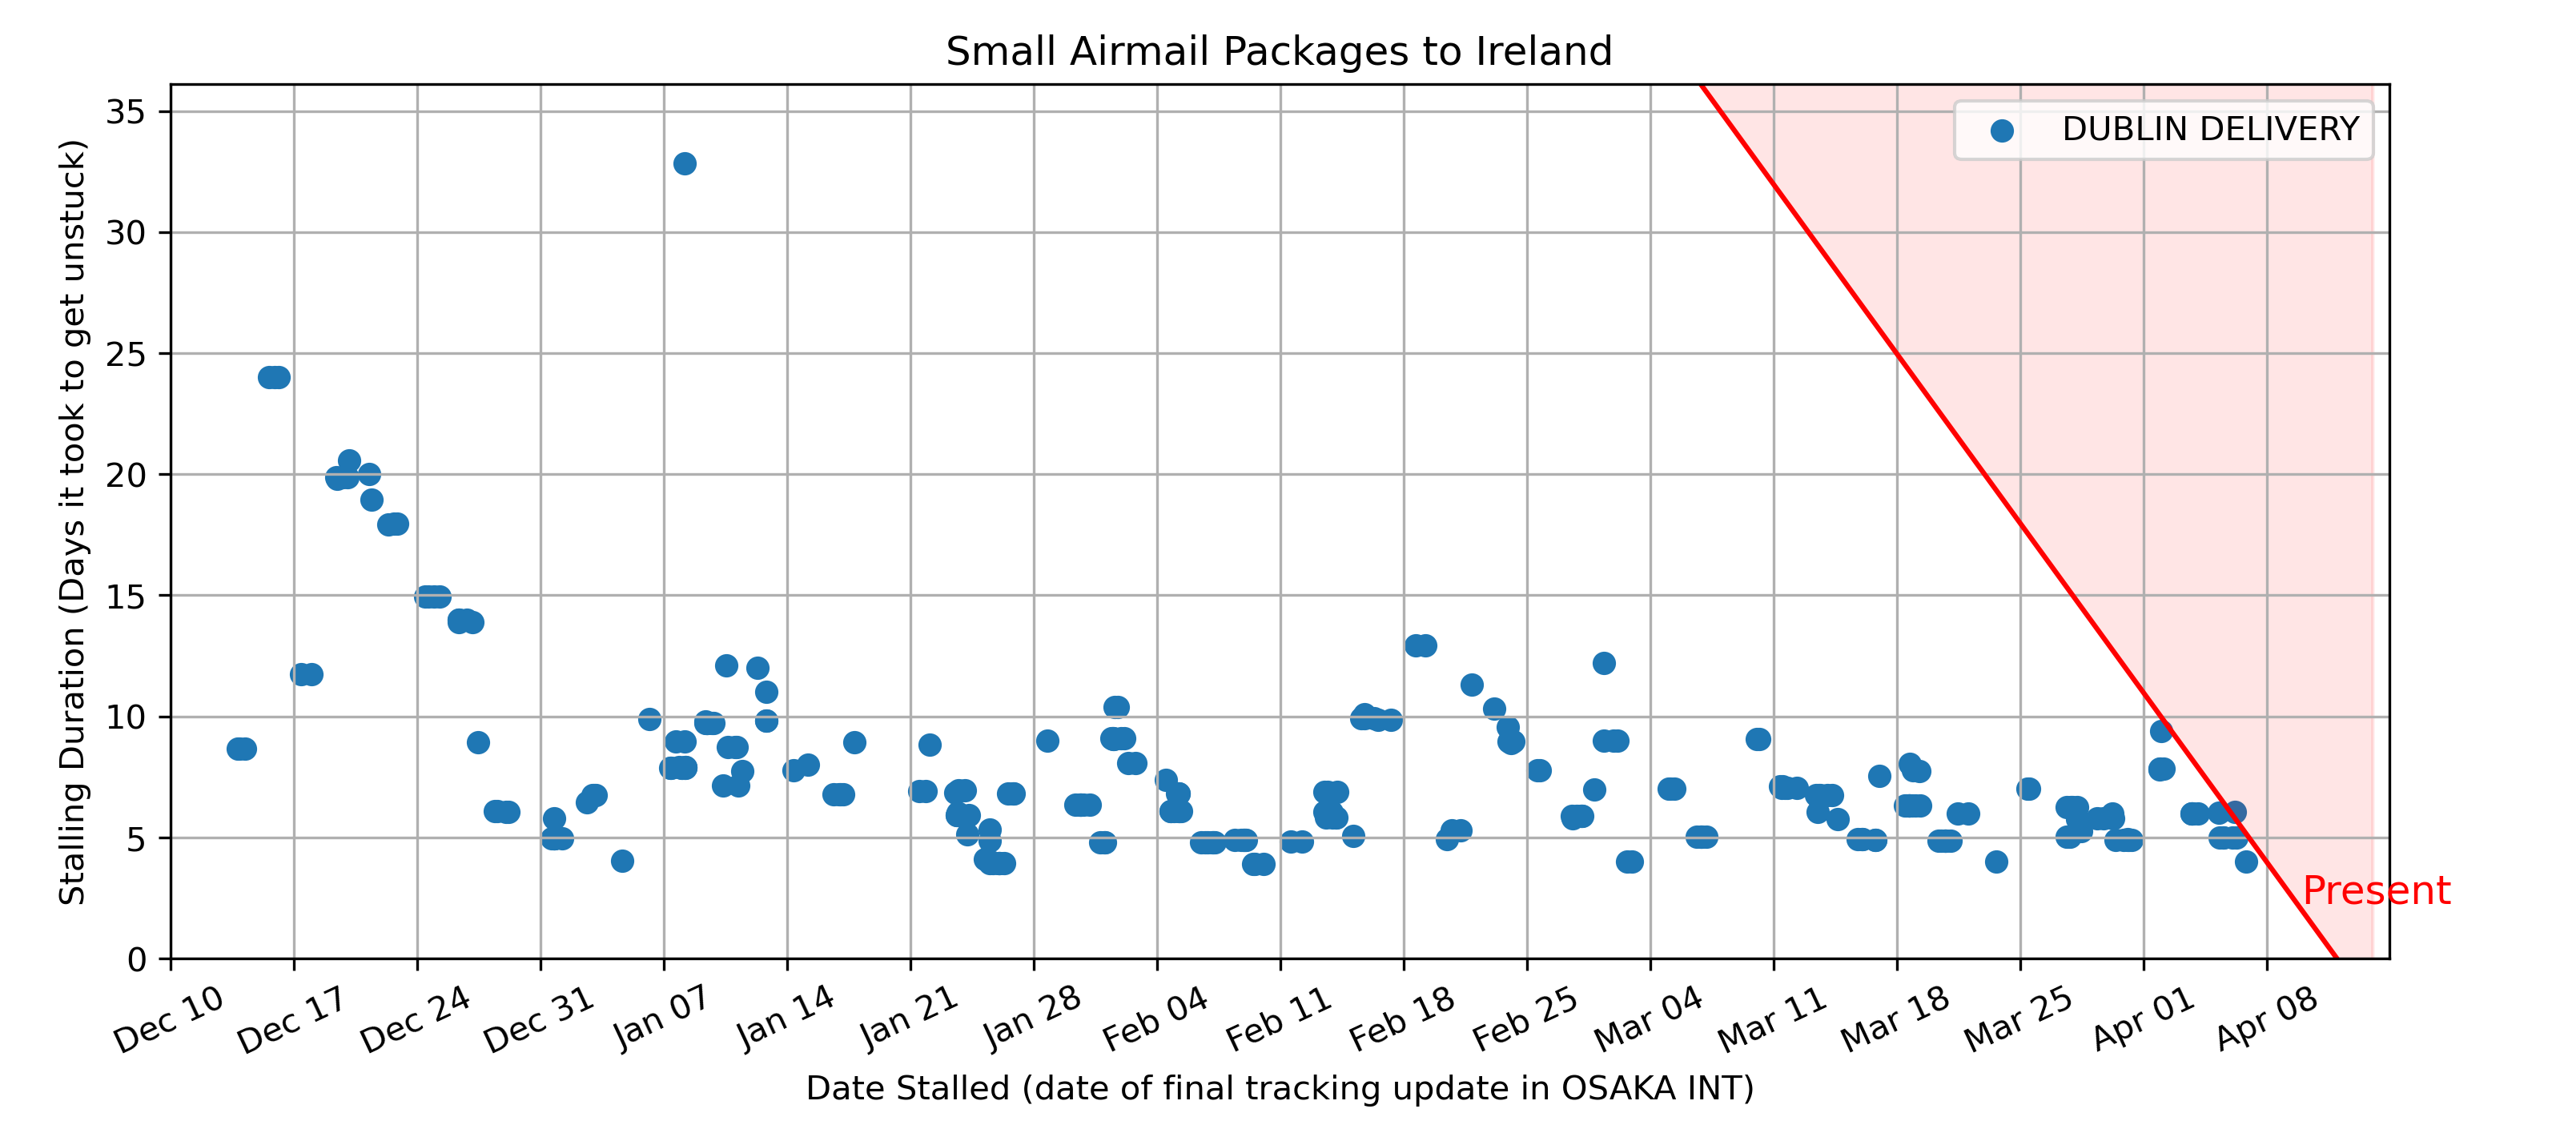 Small Airmail Packages to Ireland
DUBLIN DELIVERY
Stalling Duration (Days it took to get unstuck)
35
30
25
20
15
10
5
0
Present
Dec 10
Dec 17
Dec 24
Dec 31
Jan 07
Jan 14
Jan 21
Jan 28
Feb 04
Feb 11
Feb 18
Feb 25
Mar 04
Mar 11
Mar 18
Mar 25
Apr 01
Apr 08
Date Stalled (date of final tracking update in OSAKA INT)